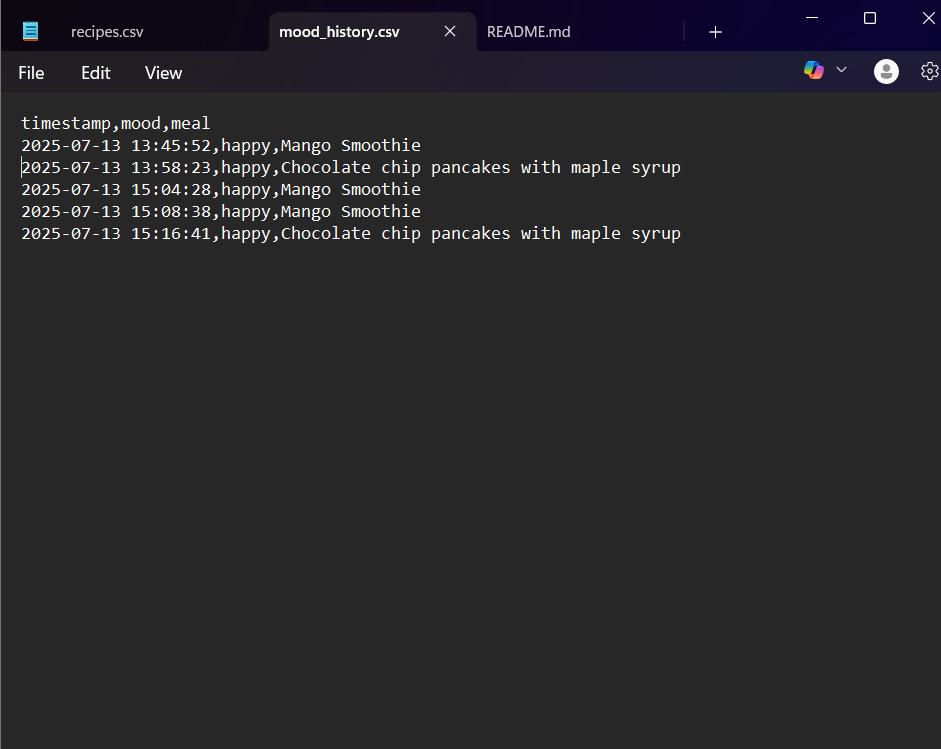 recipes.csv mood_history.csv README.md
File Edit View
timestamp,mood,meal
2025-07-13 13:45:52,happy,Mango Smoothie
2025-07-13 13:58:23,happy,Chocolate chip pancakes with maple syrup
2025-07-13 15:04:28,happy,Mango Smoothie
2025-07-13 15:08:38,happy,Mango Smoothie
2025-07-13 15:16:41,happy,Chocolate chip pancakes with maple syrup